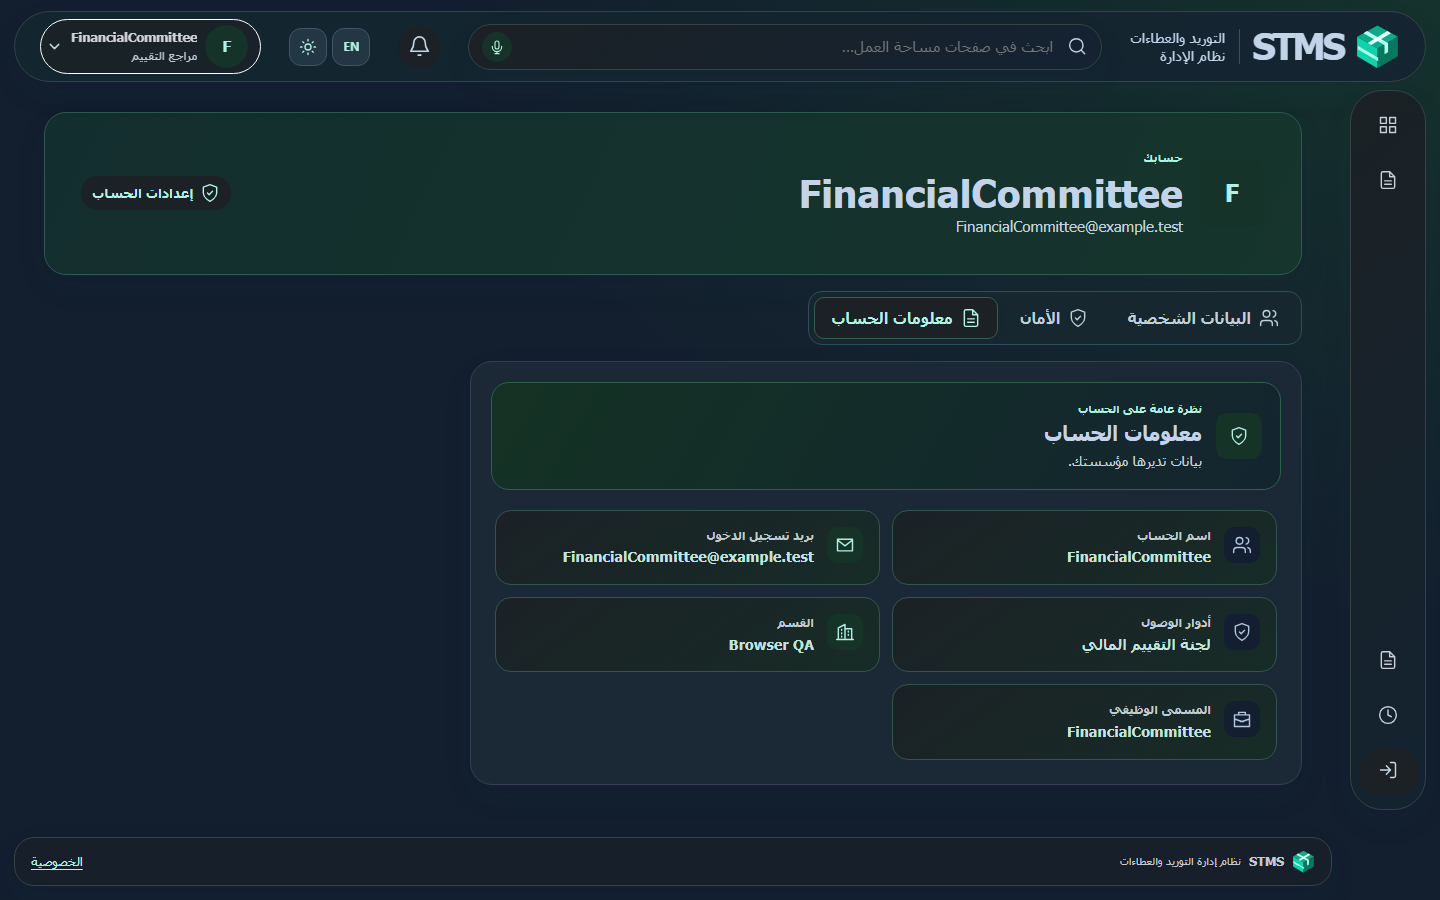 STMS
التوريد والعطاءات
نظام الإدارة
ابحث في صفحات مساحة العمل...
EN
F
FinancialCommittee
مراجع التقييم
حسابك
F
FinancialCommittee
FinancialCommittee@example.test
إعدادات الحساب
البيانات الشخصية
الأمان
معلومات الحساب
نظرة عامة على الحساب
معلومات الحساب
بيانات تديرها مؤسستك.
اسم الحساب
FinancialCommittee
بريد تسجيل الدخول
FinancialCommittee@example.test
أدوار الوصول
لجنة التقييم المالي
القسم
Browser QA
المسمى الوظيفي
FinancialCommittee
STMS نظام إدارة التوريد والعطاءات
الخصوصية